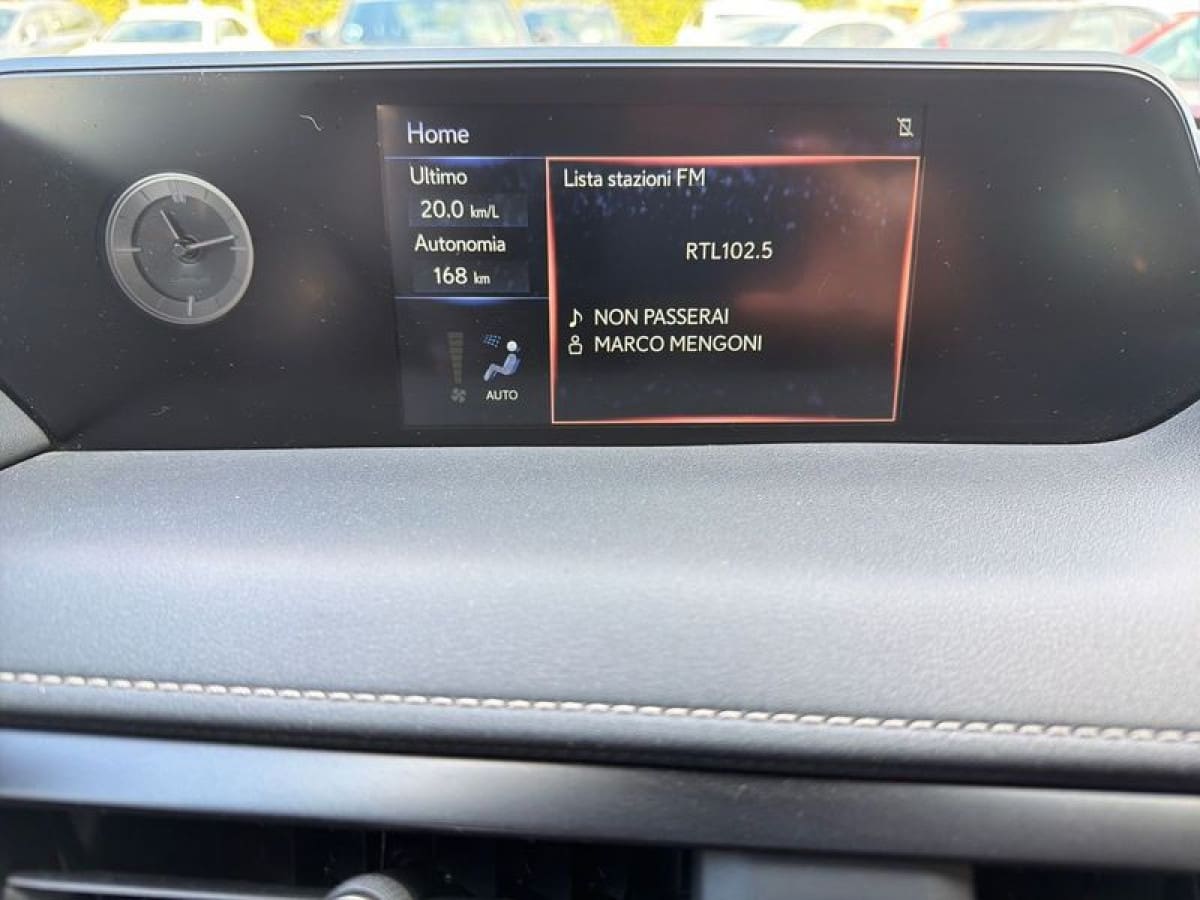 Home
Ultimo
20.0 km/L
Autonomia
168 km
AUTO
Lista stazioni FM
RTL102.5
NON PASSERAI
MARCO MENGONI